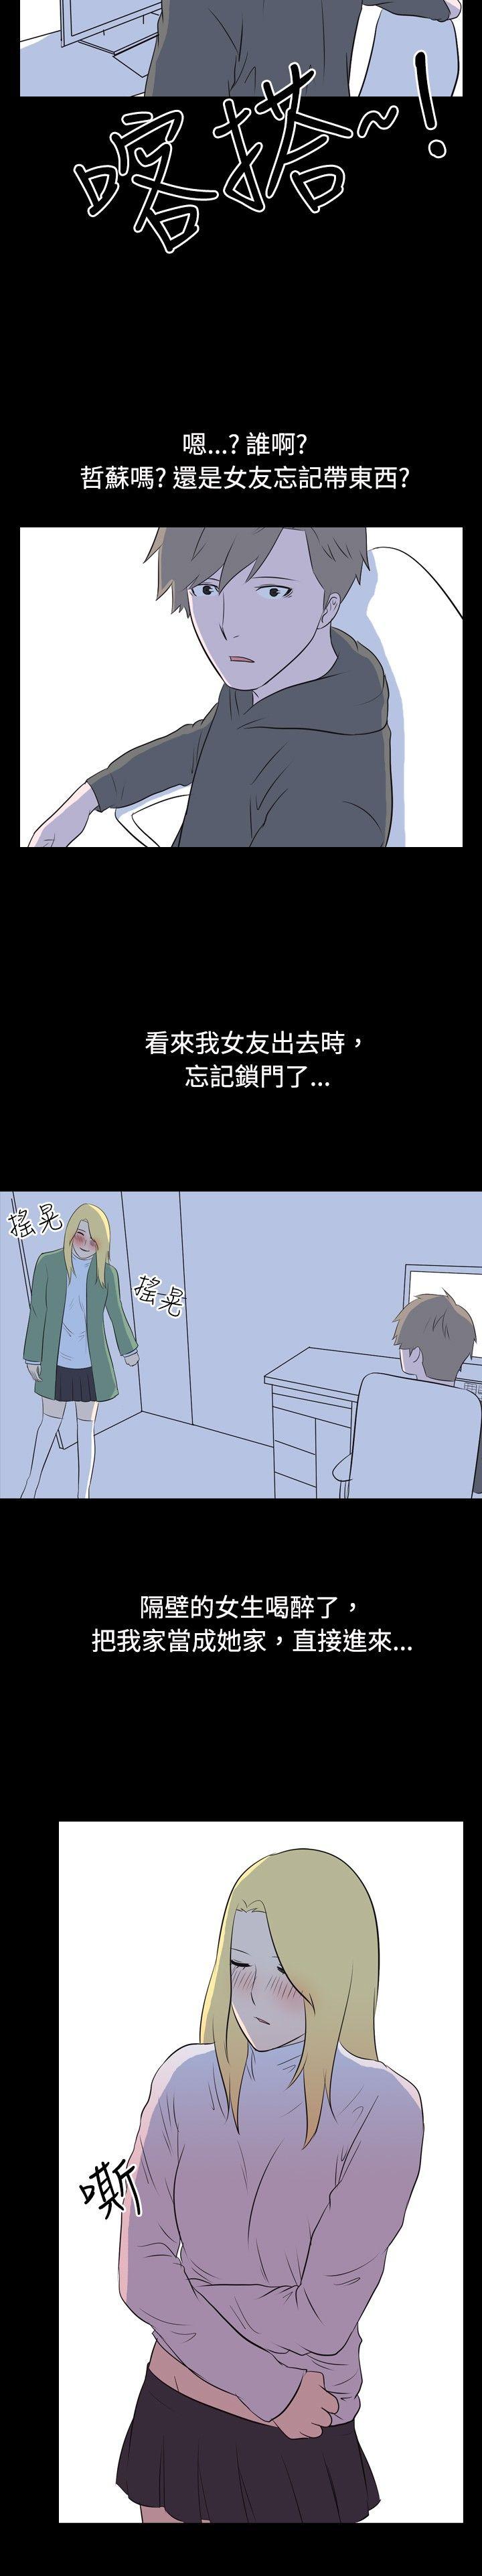 喀搭~!
嗯...? 誰啊?
哲蘇嗎? 還是女友忘記帶東西?
看來我女友出去時，
忘記鎖門了...
搖晃
搖晃
隔壁的女生喝醉了，
把我家當成她家，直接進來...
嘶